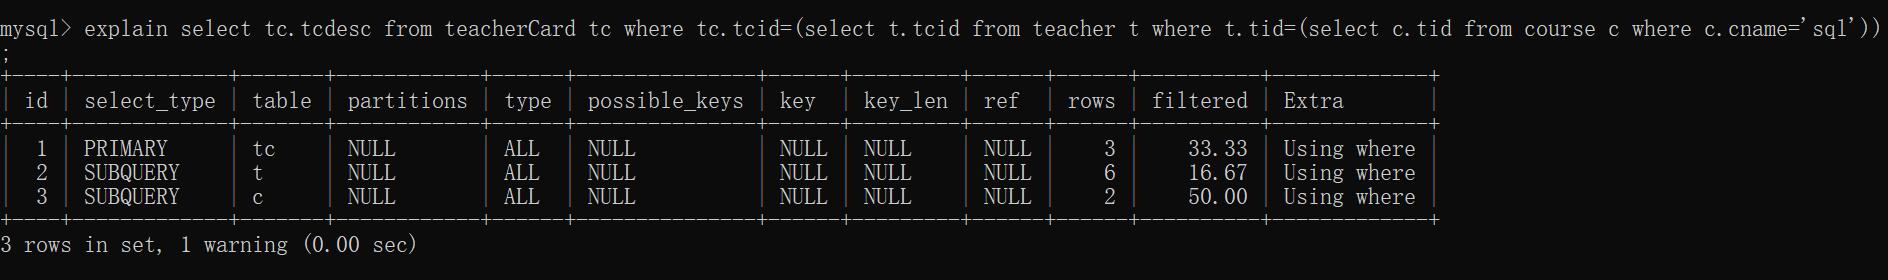 mysql> explain select tc.tcdesc from teacherCard tc where tc.tcid=(select t.tcid from teacher t where t.tid=(select c.tid from course c where c.cname='sql'))
;
+----+-------------+-------+------------+------+---------------+------+---------+------+------+----------+-------------+
| id | select_type | table | partitions | type | possible_keys | key  | key_len | ref  | rows | filtered | Extra       |
+----+-------------+-------+------------+------+---------------+------+---------+------+------+----------+-------------+
|  1 | PRIMARY     | tc    | NULL       | ALL  | NULL          | NULL | NULL    | NULL |    3 |    33.33 | Using where |
|  2 | SUBQUERY    | t     | NULL       | ALL  | NULL          | NULL | NULL    | NULL |    6 |    16.67 | Using where |
|  3 | SUBQUERY    | c     | NULL       | ALL  | NULL          | NULL | NULL    | NULL |    2 |    50.00 | Using where |
+----+-------------+-------+------------+------+---------------+------+---------+------+------+----------+-------------+
3 rows in set, 1 warning (0.00 sec)